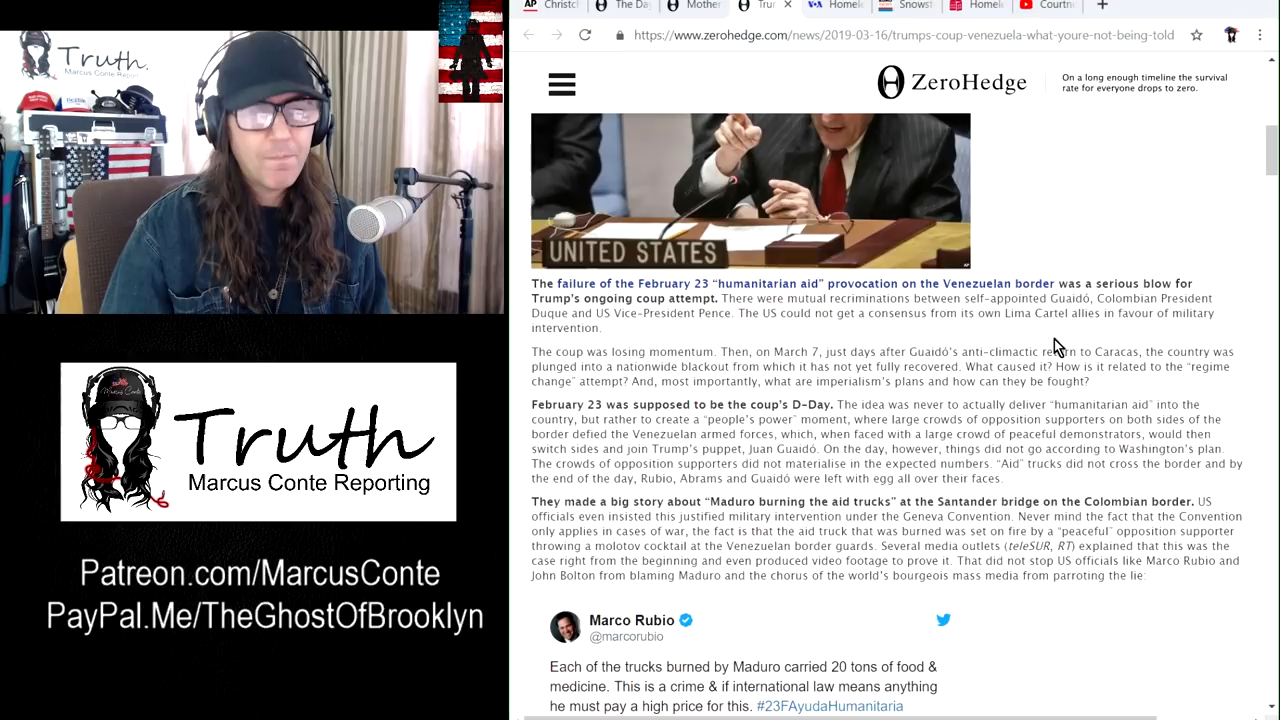 Truth.
Marcus Conte Report
Truth
Marcus Conte Reporting
Patreon.com/MarcusConte
PayPal.Me/TheGhostOfBrooklyn
Christc
The Da
Mothe
Trur
Homel
Snowst
Homel
Courtn
https://www.zerohedge.com/news/2019-03-
coup-venezuela-what-youre-not-being-told
ZeroHedge
On a long enough timeline the survival
rate for everyone drops to zero.
UNITED STATES
The failure of the February 23 “humanitarian aid” provocation on the Venezuelan border was a serious blow for
Trump's ongoing coup attempt. There were mutual recriminations between self-appointed Guaidó, Colombian President
Duque and US Vice-President Pence. The US could not get a consensus from its own Lima Cartel allies in favour of military
intervention.
The coup was losing momentum. Then, on March 7, just days after Guaidó's anti-climactic return to Caracas, the country was
plunged into a nationwide blackout from which it has not yet fully recovered. What caused it? How is it related to the “regime
change” attempt? And, most importantly, what are imperialism's plans and how can they be fought?
February 23 was supposed to be the coup's D-Day. The idea was never to actually deliver “humanitarian aid” into the
country, but rather to create a “people's power” moment, where large crowds of opposition supporters on both sides of the
border defied the Venezuelan armed forces, which, when faced with a large crowd of peaceful demonstrators, would then
switch sides and join Trump's puppet, Juan Guaidó. On the day, however, things did not go according to Washington's plan.
The crowds of opposition supporters did not materialise in the expected numbers. “Aid” trucks did not cross the border and by
the end of the day, Rubio, Abrams and Guaidó were left with egg all over their faces.
They made a big story about “Maduro burning the aid trucks” at the Santander bridge on the Colombian border. US
officials even insisted this justified military intervention under the Geneva Convention. Never mind the fact that the Convention
only applies in cases of war, the fact is that the aid truck that was burned was set on fire by a “peaceful” opposition supporter
throwing a molotov cocktail at the Venezuelan border guards. Several media outlets (teleSUR, RT) explained that this was the
case right from the beginning and even produced video footage to prove it. That did not stop US officials like Marco Rubio and
John Bolton from blaming Maduro and the chorus of the world's bourgeois mass media from parroting the lie:
Marco Rubio
@marcorubio
Each of the trucks burned by Maduro carried 20 tons of food &
medicine. This is a crime & if international law means anything
he must pay a high price for this. #23FAyudaHumanitaria